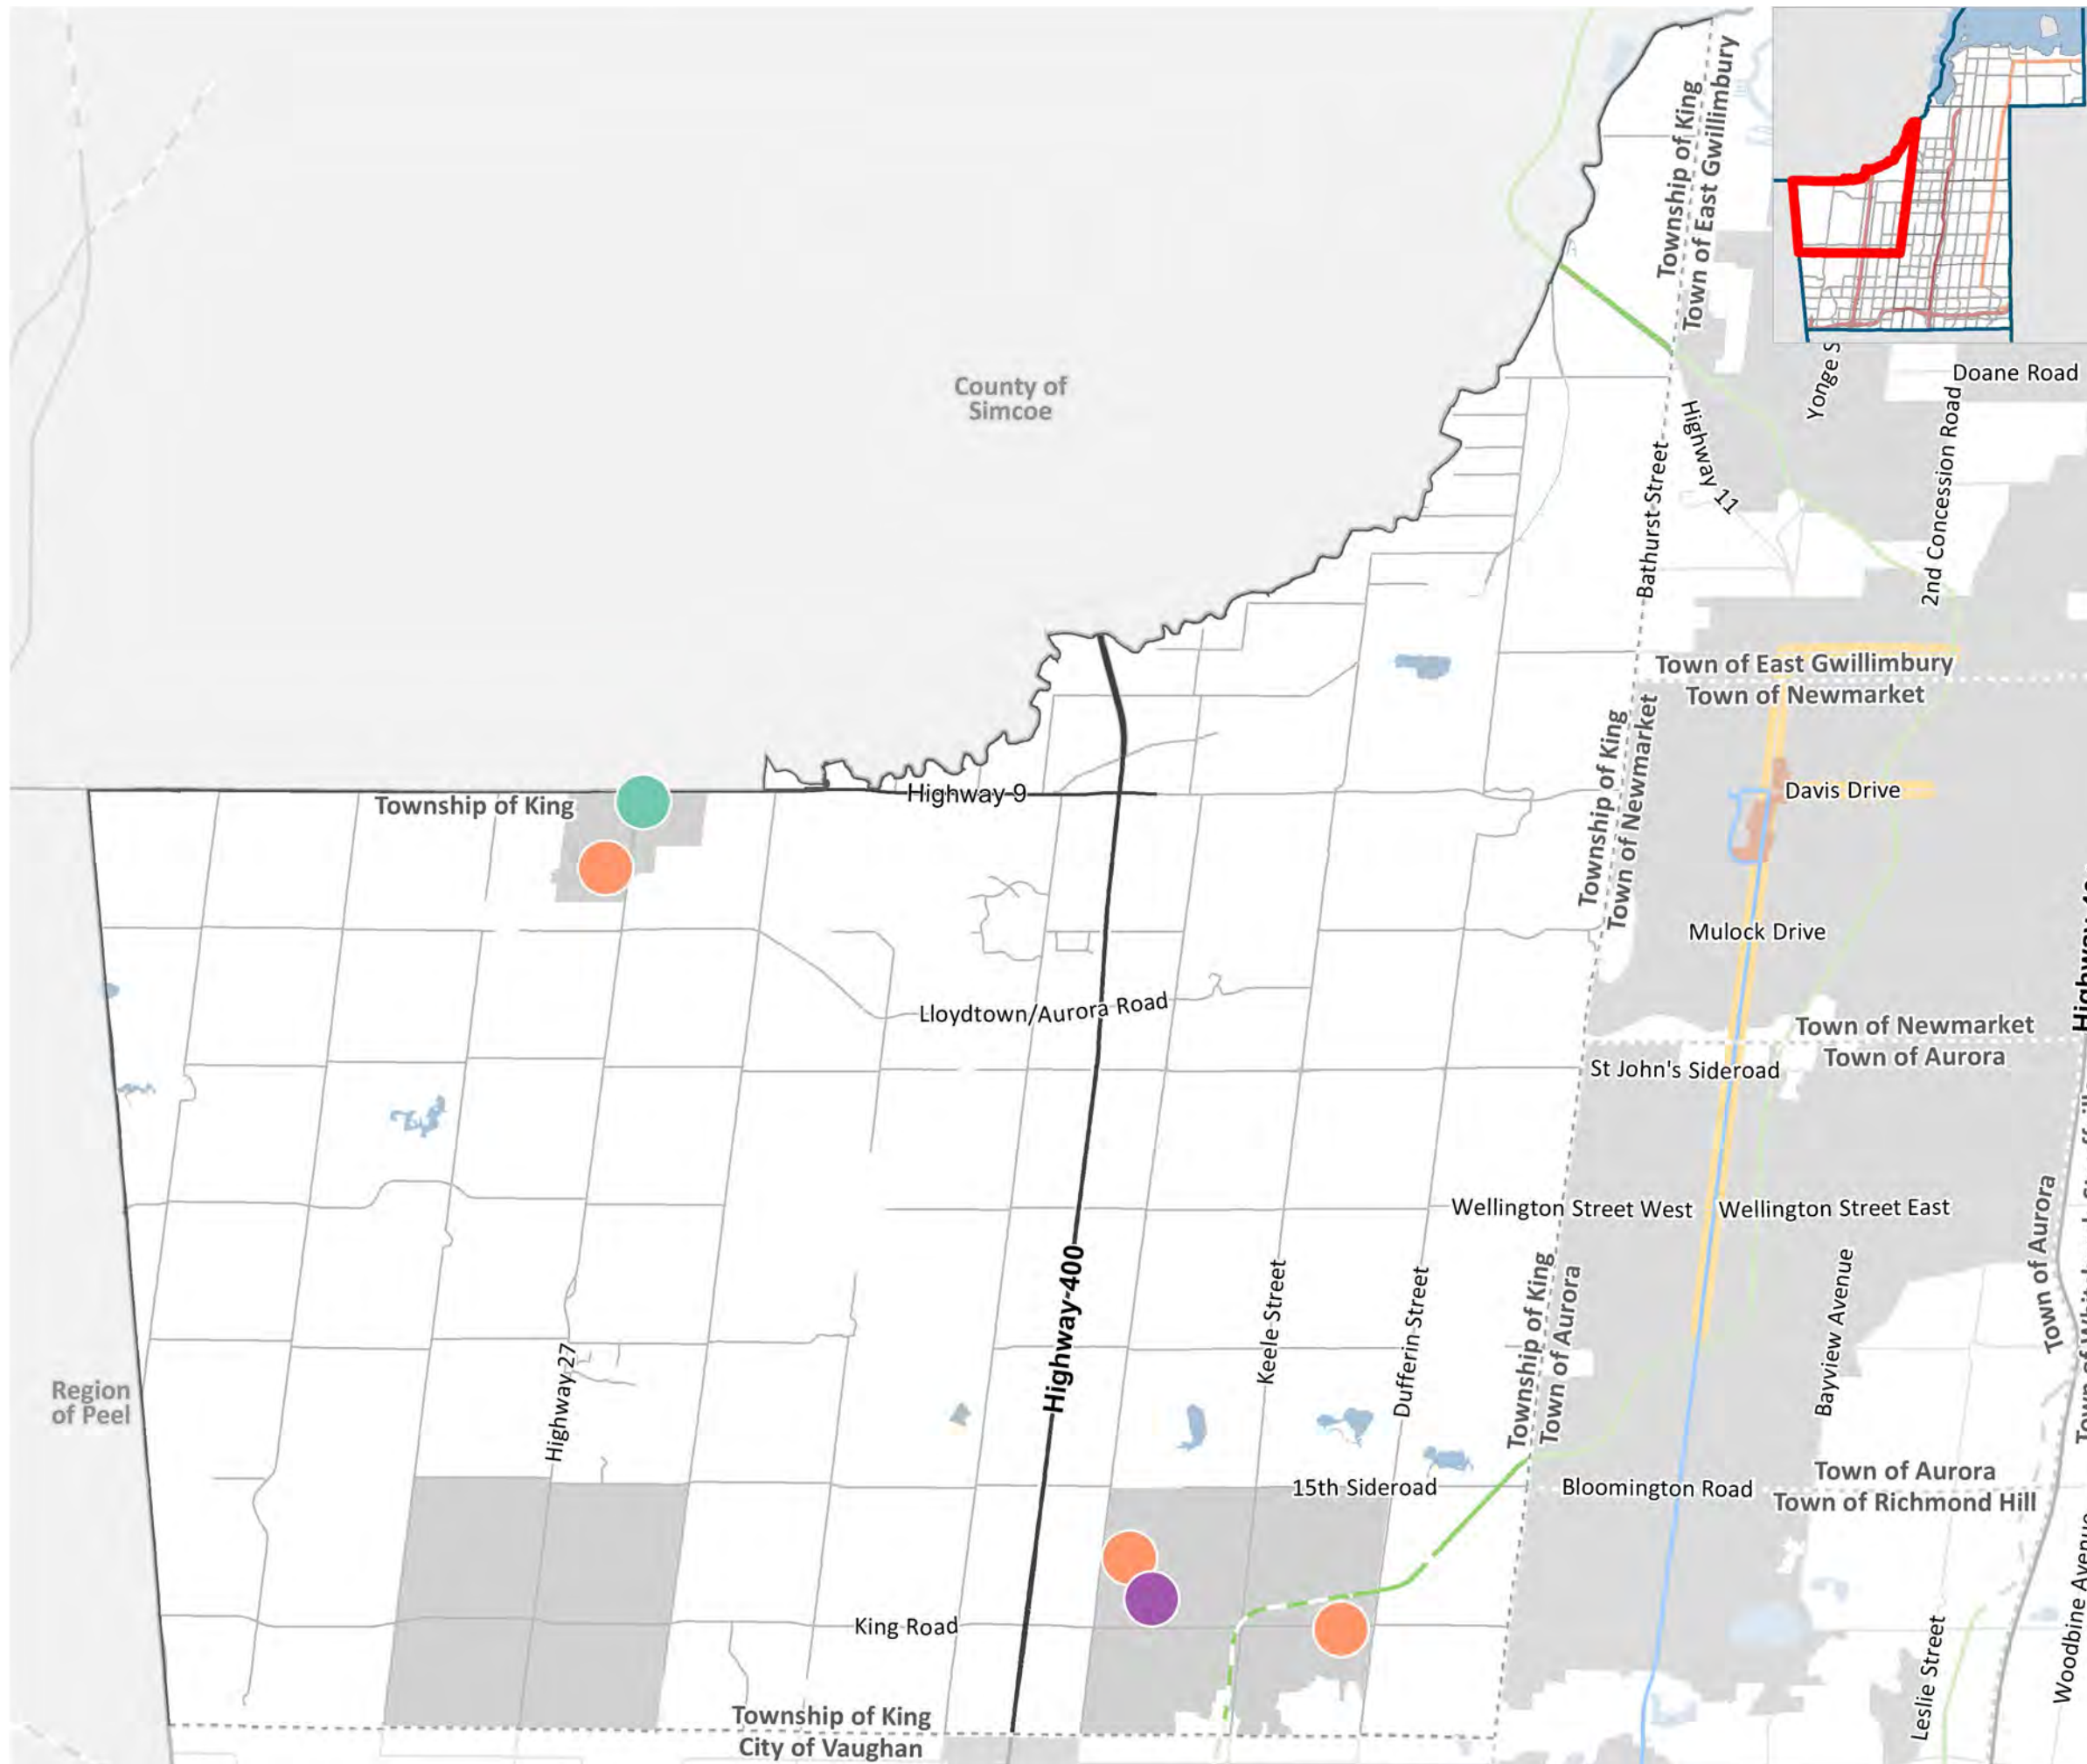 Township of King
Town of East Gwillimbury
County of
Simcoe
Doane Road
Highway 11
2nd Concession Road
Bathurst Street
Town of East Gwillimbury
Town of Newmarket
Township of King
Town of Newmarket
Township of King
Highway 9
Davis Drive
Mulock Drive
Lloydtown/Aurora Road
Town of Newmarket
Town of Aurora
St John's Sideroad
Wellington Street West
Wellington Street East
Town of Aurora
Highway 400
Keele Street
Dufferin Street
Township of King
Town of Aurora
Bayview Avenue
Region
of Peel
Highway 27
15th Sideroad
Bloomington Road
Town of Aurora
Town of Richmond Hill
King Road
Leslie Street
Woodbine Avenue
Township of King
City of Vaughan